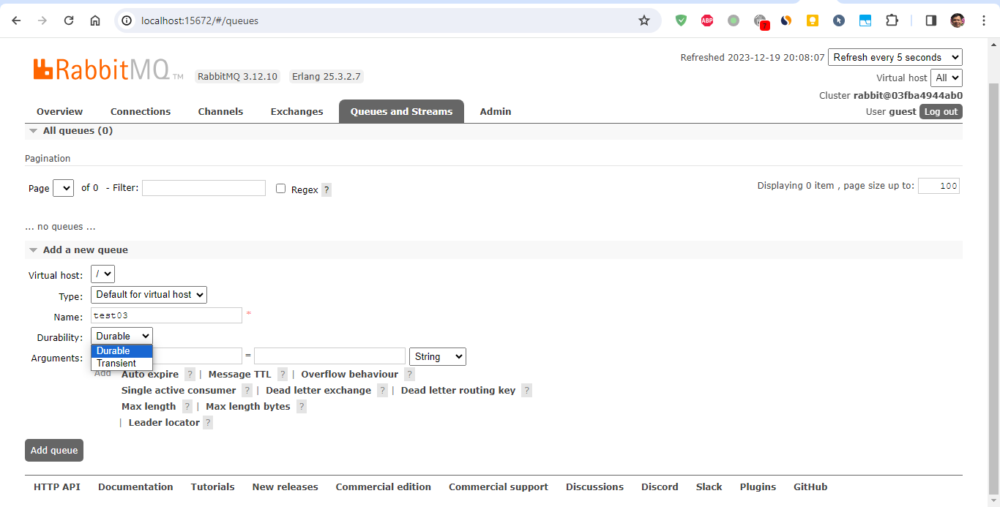 localhost:15672/#/queues
ABP
7
RabbitMQ TM RabbitMQ 3.12.10 Erlang 25.3.2.7
Refreshed 2023-12-19 20:08:07 Refresh every 5 seconds
Virtual host All
Cluster rabbit@03fba4944ab0
User guest Log out
Overview Connections Channels Exchanges Queues and Streams Admin
All queues (0)
Pagination
Page of 0 - Filter: Regex ? Displaying 0 item , page size up to: 100
... no queues ...
Add a new queue
Virtual host: /
Type: Default for virtual host
Name: test03 *
Durability: Durable
Durable
Transient
Arguments: = String
Add Auto expire ? | Message TTL ? | Overflow behaviour ?
Single active consumer ? | Dead letter exchange ? | Dead letter routing key ?
Max length ? | Max length bytes ?
| Leader locator ?
Add queue
HTTP API Documentation Tutorials New releases Commercial edition Commercial support Discussions Discord Slack Plugins GitHub